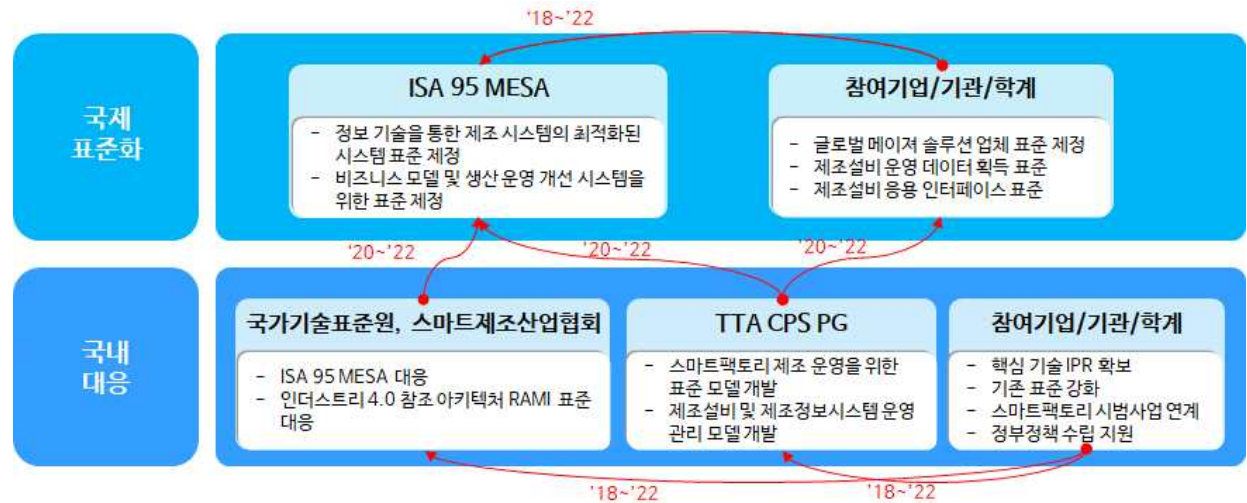 '18~'22
국제
표준화
ISA 95 MESA
- 정보 기술을 통한 제조 시스템의 최적화된
시스템 표준 제정
- 비즈니스 모델 및 생산 운영 개선 시스템을
위한 표준 제정
참여기업/기관/학계
- 글로벌 메이져 솔루션 업체 표준 제정
- 제조설비 운영 데이터 획득 표준
- 제조설비 응용 인터페이스 표준
'20~'22
'20~'22
'20~'22
국내
대응
국가기술표준원, 스마트제조산업협회
- ISA 95 MESA 대응
- 인더스트리 4.0 참조 아키텍처 RAMI 표준
대응
TTA CPS PG
- 스마트팩토리 제조 운영을 위한
표준 모델 개발
- 제조설비 및 제조정보시스템 운영
관리 모델 개발
참여기업/기관/학계
- 핵심 기술 IPR 확보
- 기존 표준 강화
- 스마트팩토리 시범사업 연계
- 정부정책 수립 지원
'18~'22
'18~'22